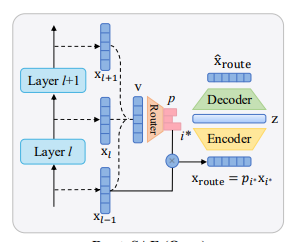 x̂route
xl+1
v
p
Decoder
Layer l+1
Router
z
i*
Encoder
xl
Layer l
xroute = pi*xi*
xl−1